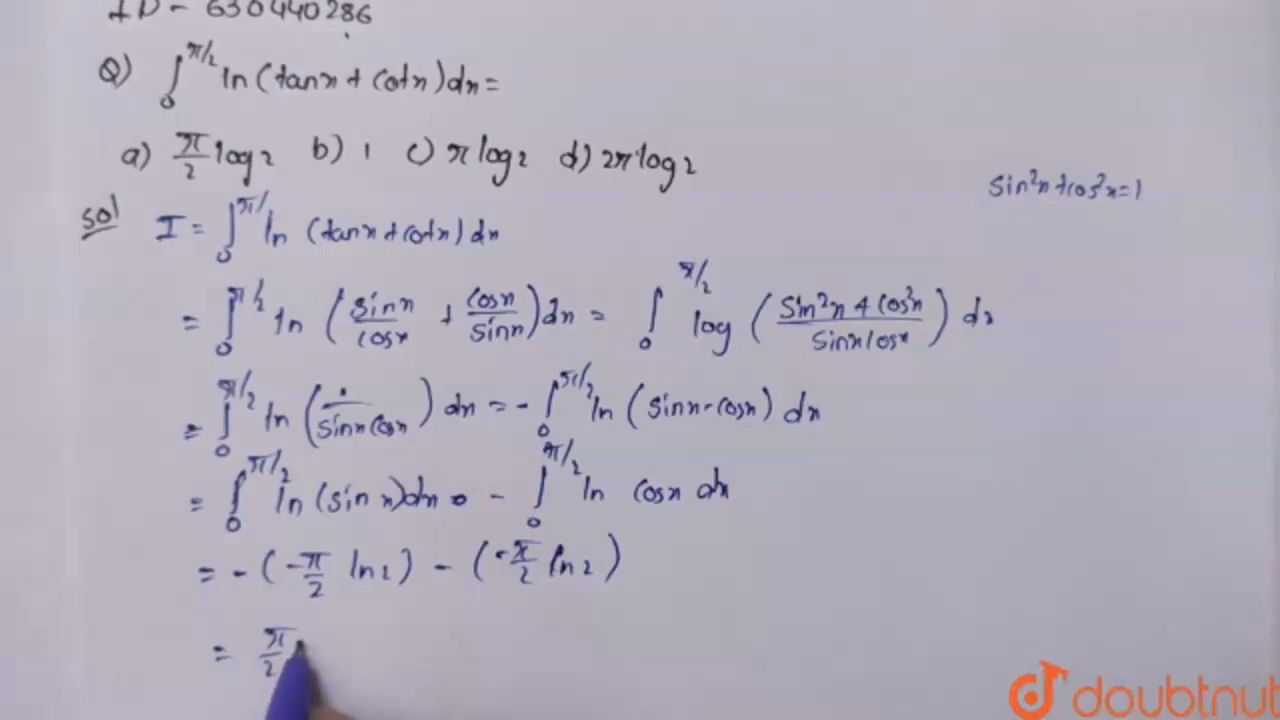 ID - 630440286
Q) ∫₀^π/2 ln (tanx + cotx) dx =
a) π/2 log2 b) 1 c) π log2 d) 2π log2
sin²x + cos²x = 1
Sol I = ∫₀^π/ ln (tanx + cotx) dx
= ∫₀^π/2 ln (sinx/cosx + cosx/sinx) dx = ∫₀^π/2 log (sin²x + cos²x / sinx cosx) dx
= ∫₀^π/2 ln (1/sinx cosx) dx = - ∫₀^π/2 ln (sinx - cosx) dx
= ∫₀^π/2 ln (sin x) dx - ∫₀^π/2 ln cosx dx
= - (-π/2 ln2) - (-π/2 ln2)
= π/2
doubtnut